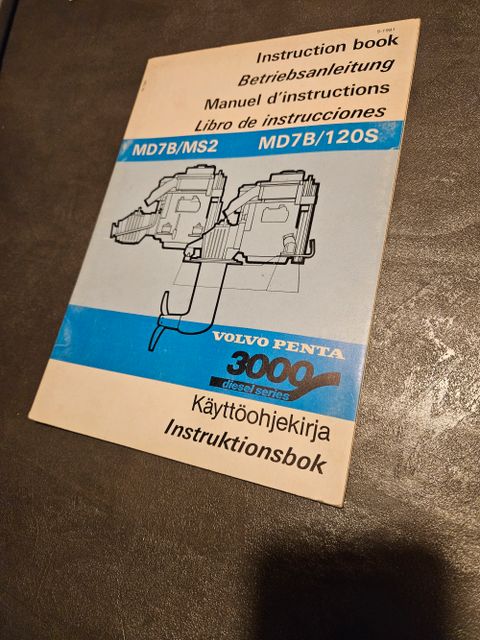 Instruction book
Betriebsanleitung
Manuel d'instructions
Libro de instrucciones
MD7B/MS2 MD7B/120S
VOLVO PENTA
3000
diesel series
Käyttöohjekirja
Instruktionsbok